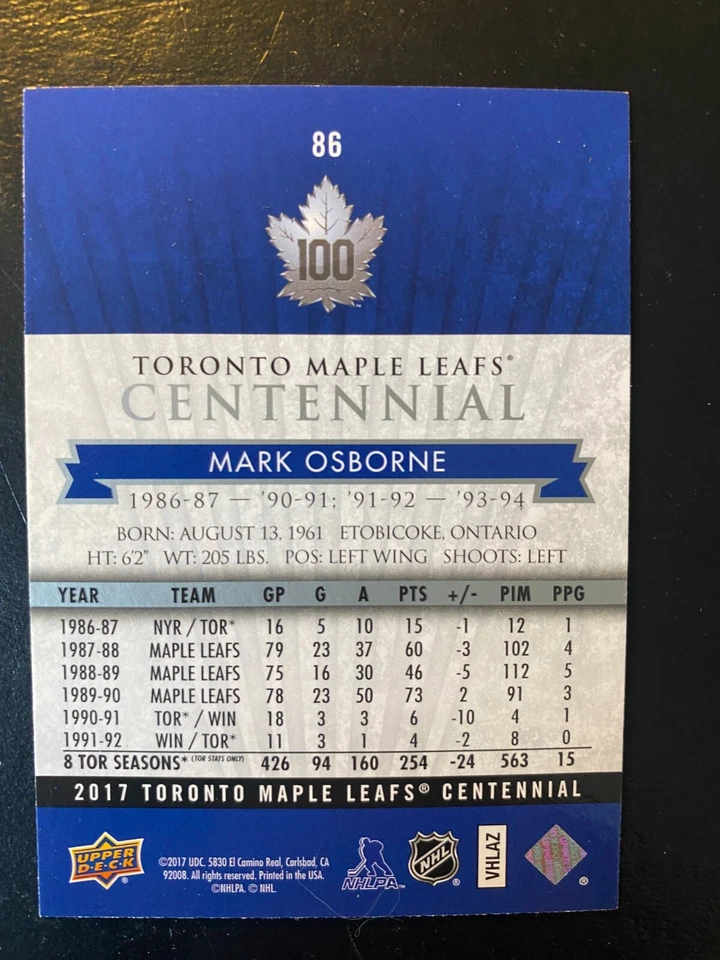 86
100
TORONTO MAPLE LEAFS®
CENTENNIAL
MARK OSBORNE
1986-87 — '90-91; '91-92 — '93-94
BORN: AUGUST 13, 1961 ETOBICOKE, ONTARIO
HT: 6'2" WT: 205 LBS. POS: LEFT WING SHOOTS: LEFT
YEAR TEAM GP G A PTS +/- PIM PPG
1986-87 NYR / TOR* 16 5 10 15 -1 12 1
1987-88 MAPLE LEAFS 79 23 37 60 -3 102 4
1988-89 MAPLE LEAFS 75 16 30 46 -5 112 5
1989-90 MAPLE LEAFS 78 23 50 73 2 91 3
1990-91 TOR* / WIN 18 3 3 6 -10 4 1
1991-92 WIN / TOR* 11 3 1 4 -2 8 0
8 TOR SEASONS* (TOR STATS ONLY) 426 94 160 254 -24 563 15
2017 TORONTO MAPLE LEAFS® CENTENNIAL
UPPER DECK
©2017 UDC. 5830 El Camino Real, Carlsbad, CA
92008. All rights reserved. Printed in the USA.
©NHLPA. © NHL.
NHLPA™
NHL ®
VHLAZ
®